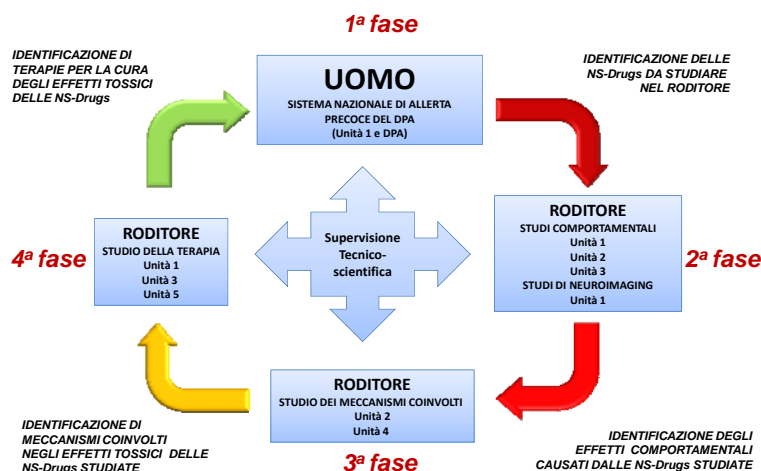 1ª fase
IDENTIFICAZIONE DI
TERAPIE PER LA CURA
DEGLI EFFETTI TOSSICI
DELLE NS-Drugs
UOMO
SISTEMA NAZIONALE DI ALLERTA
PRECOCE DEL DPA
(Unità 1 e DPA)
IDENTIFICAZIONE DELLE
NS-Drugs DA STUDIARE
NEL RODITORE
4ª fase
RODITORE
STUDIO DELLA TERAPIA
Unità 1
Unità 3
Unità 5
Supervisione
Tecnico-
scientifica
RODITORE
STUDI COMPORTAMENTALI
Unità 1
Unità 2
Unità 3
STUDI DI NEUROIMAGING
Unità 1
2ª fase
RODITORE
STUDIO DEI MECCANISMI COINVOLTI
Unità 2
Unità 4
3ª fase
IDENTIFICAZIONE DI
MECCANISMI COINVOLTI
NEGLI EFFETTI TOSSICI DELLE
NS-Drugs STUDIATE
IDENTIFICAZIONE DEGLI
EFFETTI COMPORTAMENTALI
CAUSATI DALLE NS-Drugs STUDIATE